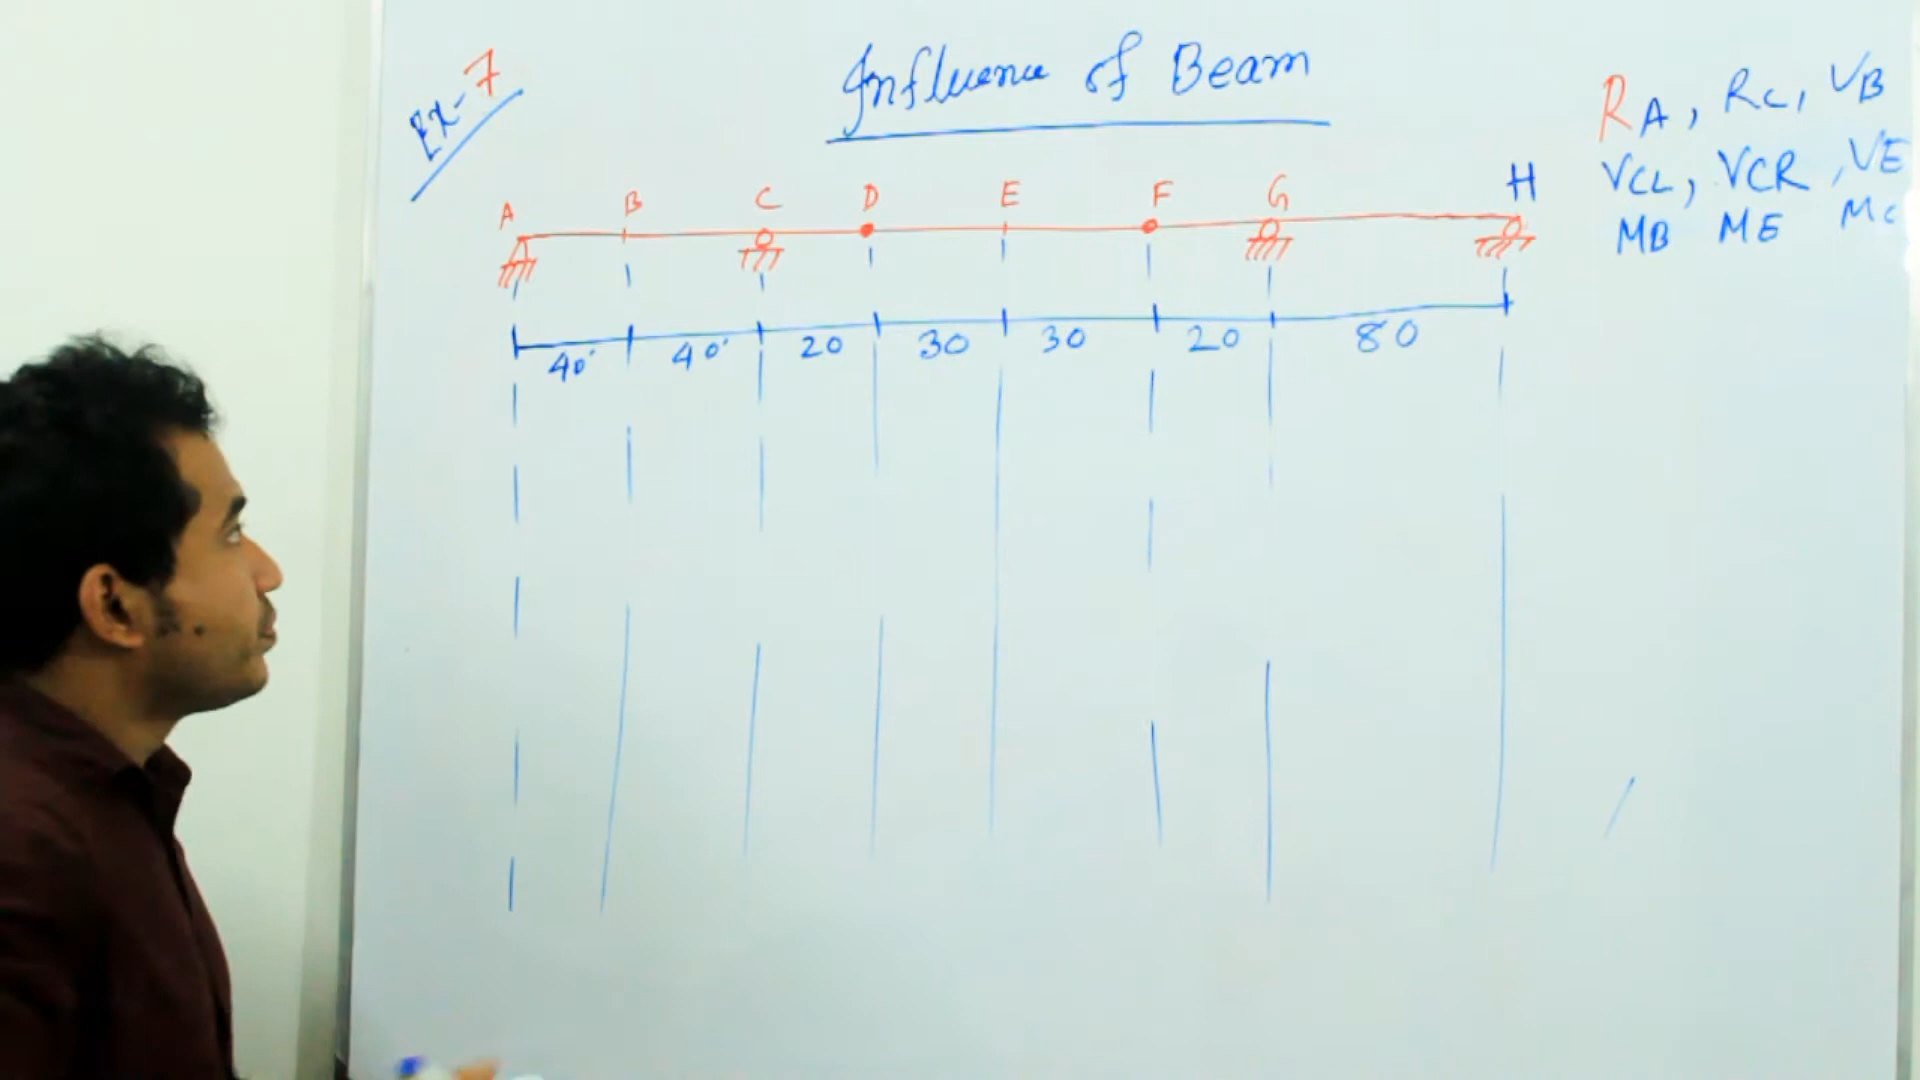 Ex-7
Influence of Beam
RA, RC, VB
VCL, VCR, VE
MB ME MC
A B C D E F G H
40' 40' 20 30 30 20 80